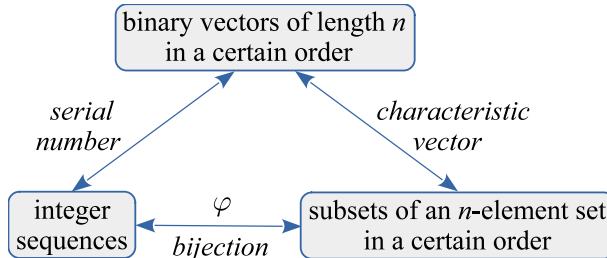 binary vectors of length n
in a certain order
serial
number
characteristic
vector
integer
sequences
φ
bijection
subsets of an n-element set
in a certain order